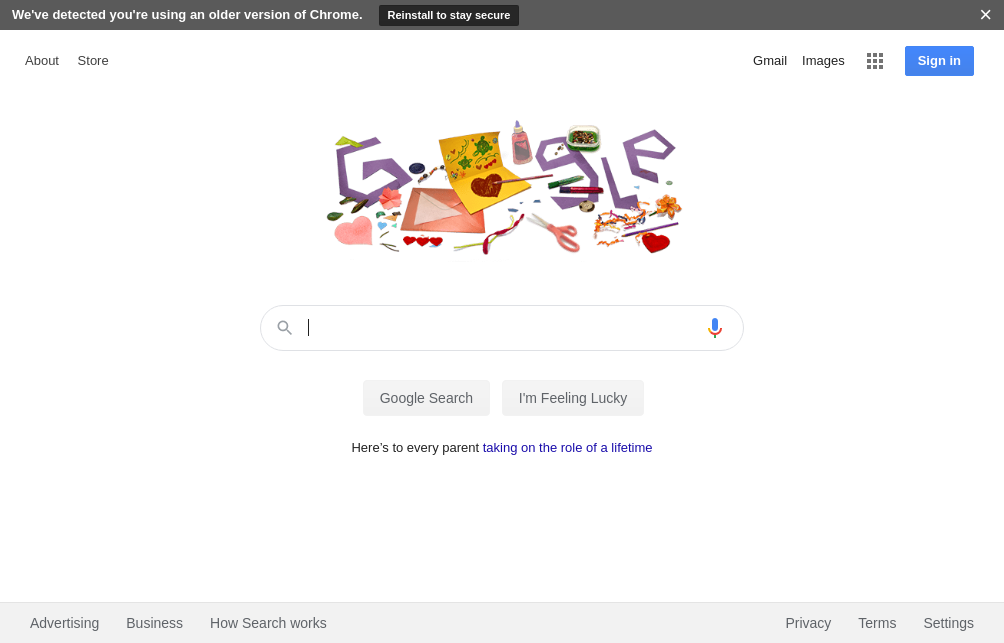 We've detected you're using an older version of Chrome. Reinstall to stay secure
About Store Gmail Images Sign in
Google
Google Search I'm Feeling Lucky
Here's to every parent taking on the role of a lifetime
Advertising Business How Search works Privacy Terms Settings